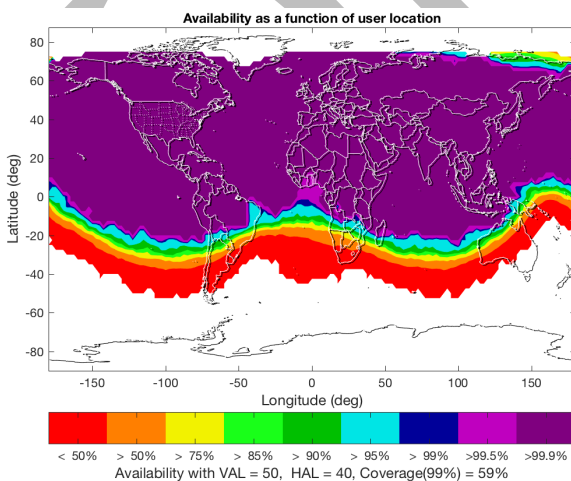 Availability as a function of user location
80
60
40
20
0
-20
-40
-60
-80
Latitude (deg)
-150 -100 -50 0 50 100 150
Longitude (deg)
< 50% > 50% > 75% > 85% > 90% > 95% > 99% >99.5% >99.9%
Availability with VAL = 50, HAL = 40, Coverage(99%) = 59%